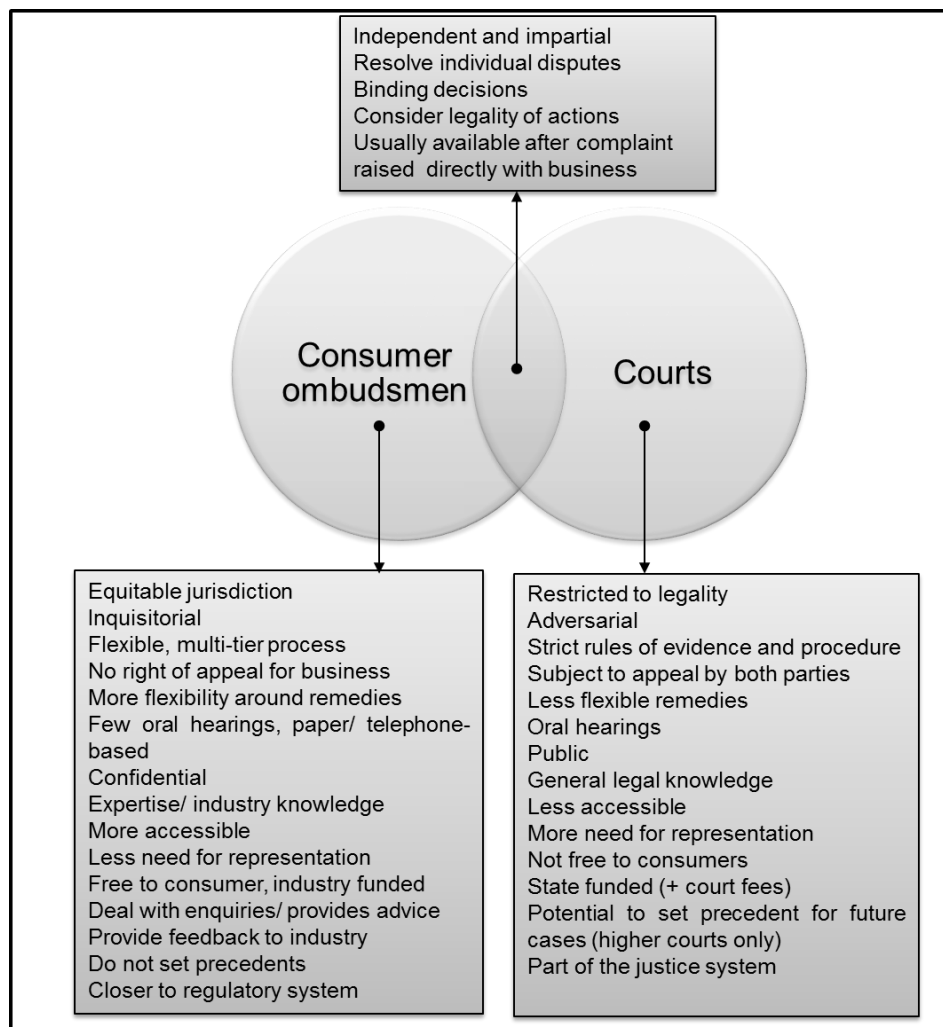 Independent and impartial
Resolve individual disputes
Binding decisions
Consider legality of actions
Usually available after complaint
raised directly with business
Consumer
ombudsmen
Courts
Equitable jurisdiction
Inquisitorial
Flexible, multi-tier process
No right of appeal for business
More flexibility around remedies
Few oral hearings, paper/ telephone-
based
Confidential
Expertise/ industry knowledge
More accessible
Less need for representation
Free to consumer, industry funded
Deal with enquiries/ provides advice
Provide feedback to industry
Do not set precedents
Closer to regulatory system
Restricted to legality
Adversarial
Strict rules of evidence and procedure
Subject to appeal by both parties
Less flexible remedies
Oral hearings
Public
General legal knowledge
Less accessible
More need for representation
Not free to consumers
State funded (+ court fees)
Potential to set precedent for future
cases (higher courts only)
Part of the justice system